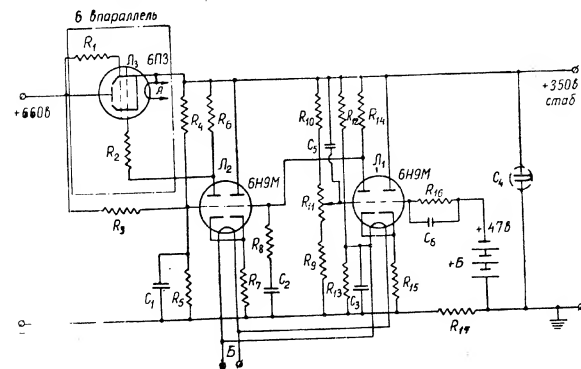 6 впараллель
R1
Л3
6П3
А
+660в
R2
R4
R6
Л2
6Н9М
R3
R8
C1
R5
R7
C2
Б
R10
C5
R12
R14
Л1
6Н9М
R11
R16
C6
R9
R13
C3
R15
+ 47в
+Б
-
R17
C4
+350в
стаб
-